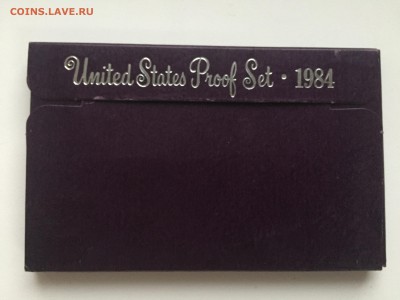 COINS.LAVE.RU
United States Proof Set · 1984